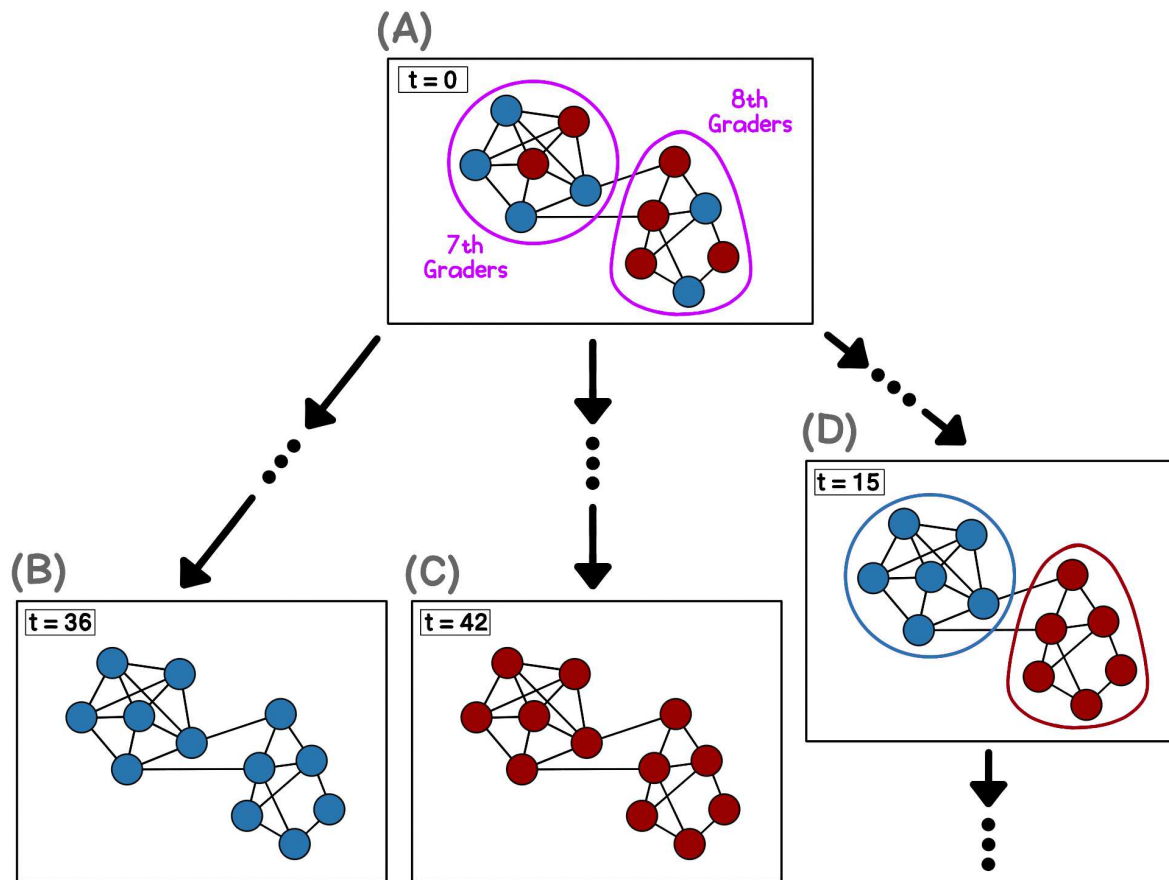 (A)
t = 0
8th
Graders
7th
Graders
(D)
t = 15
(B)
t = 36
(C)
t = 42